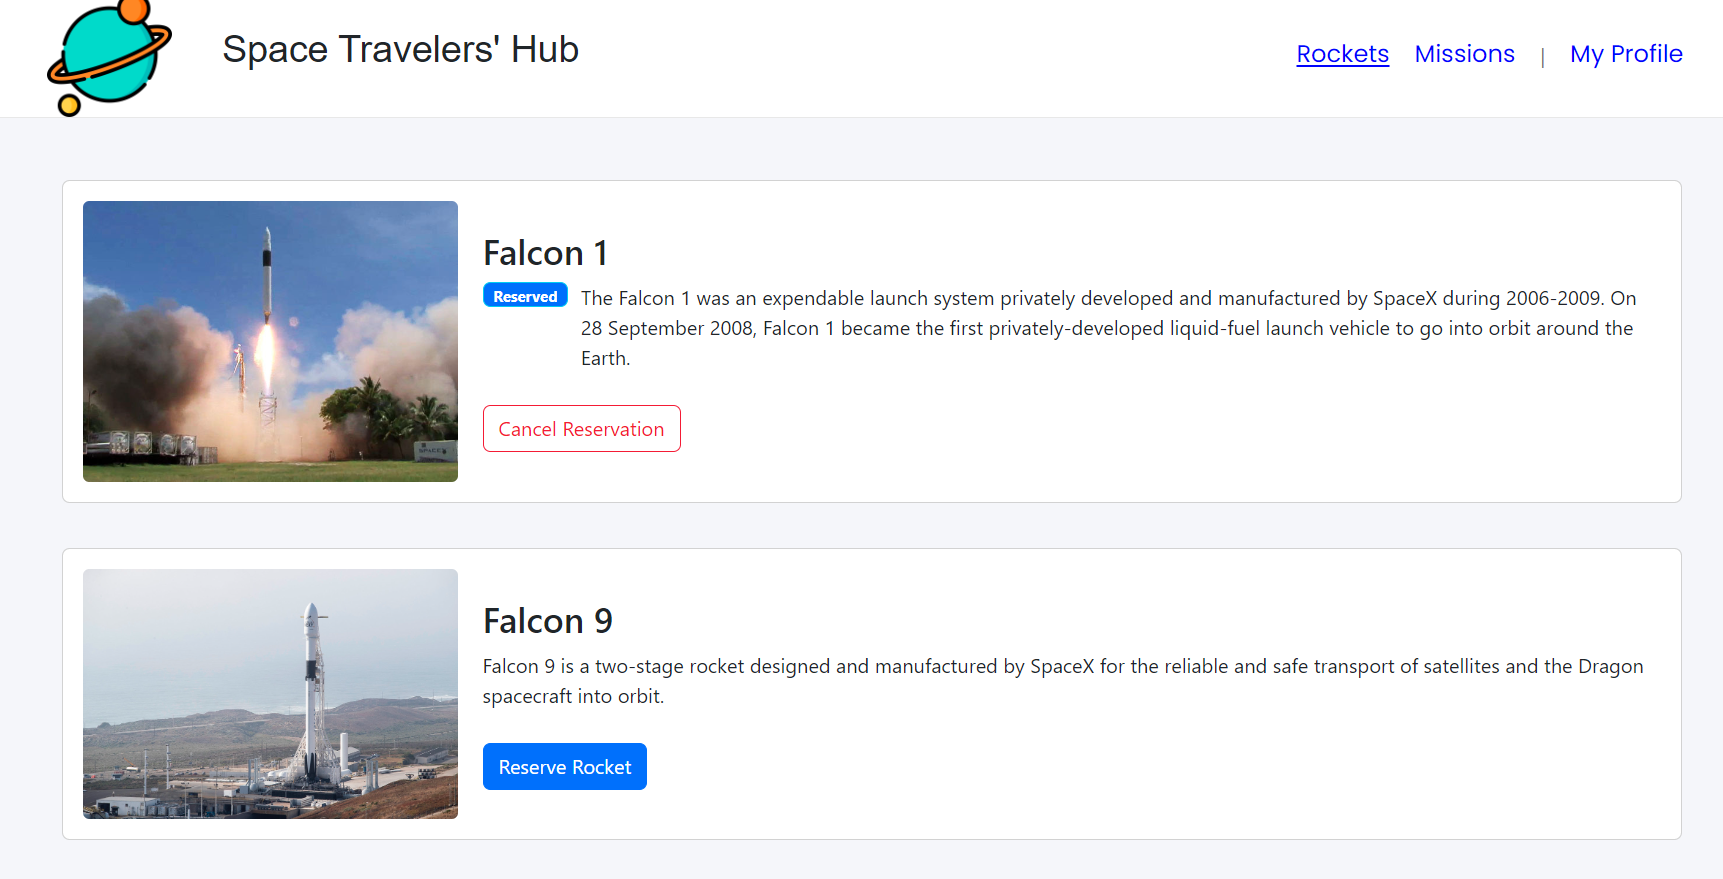 Space Travelers' Hub
Rockets Missions | My Profile
Falcon 1
Reserved The Falcon 1 was an expendable launch system privately developed and manufactured by SpaceX during 2006-2009. On
28 September 2008, Falcon 1 became the first privately-developed liquid-fuel launch vehicle to go into orbit around the
Earth.
Cancel Reservation
Falcon 9
Falcon 9 is a two-stage rocket designed and manufactured by SpaceX for the reliable and safe transport of satellites and the Dragon
spacecraft into orbit.
Reserve Rocket